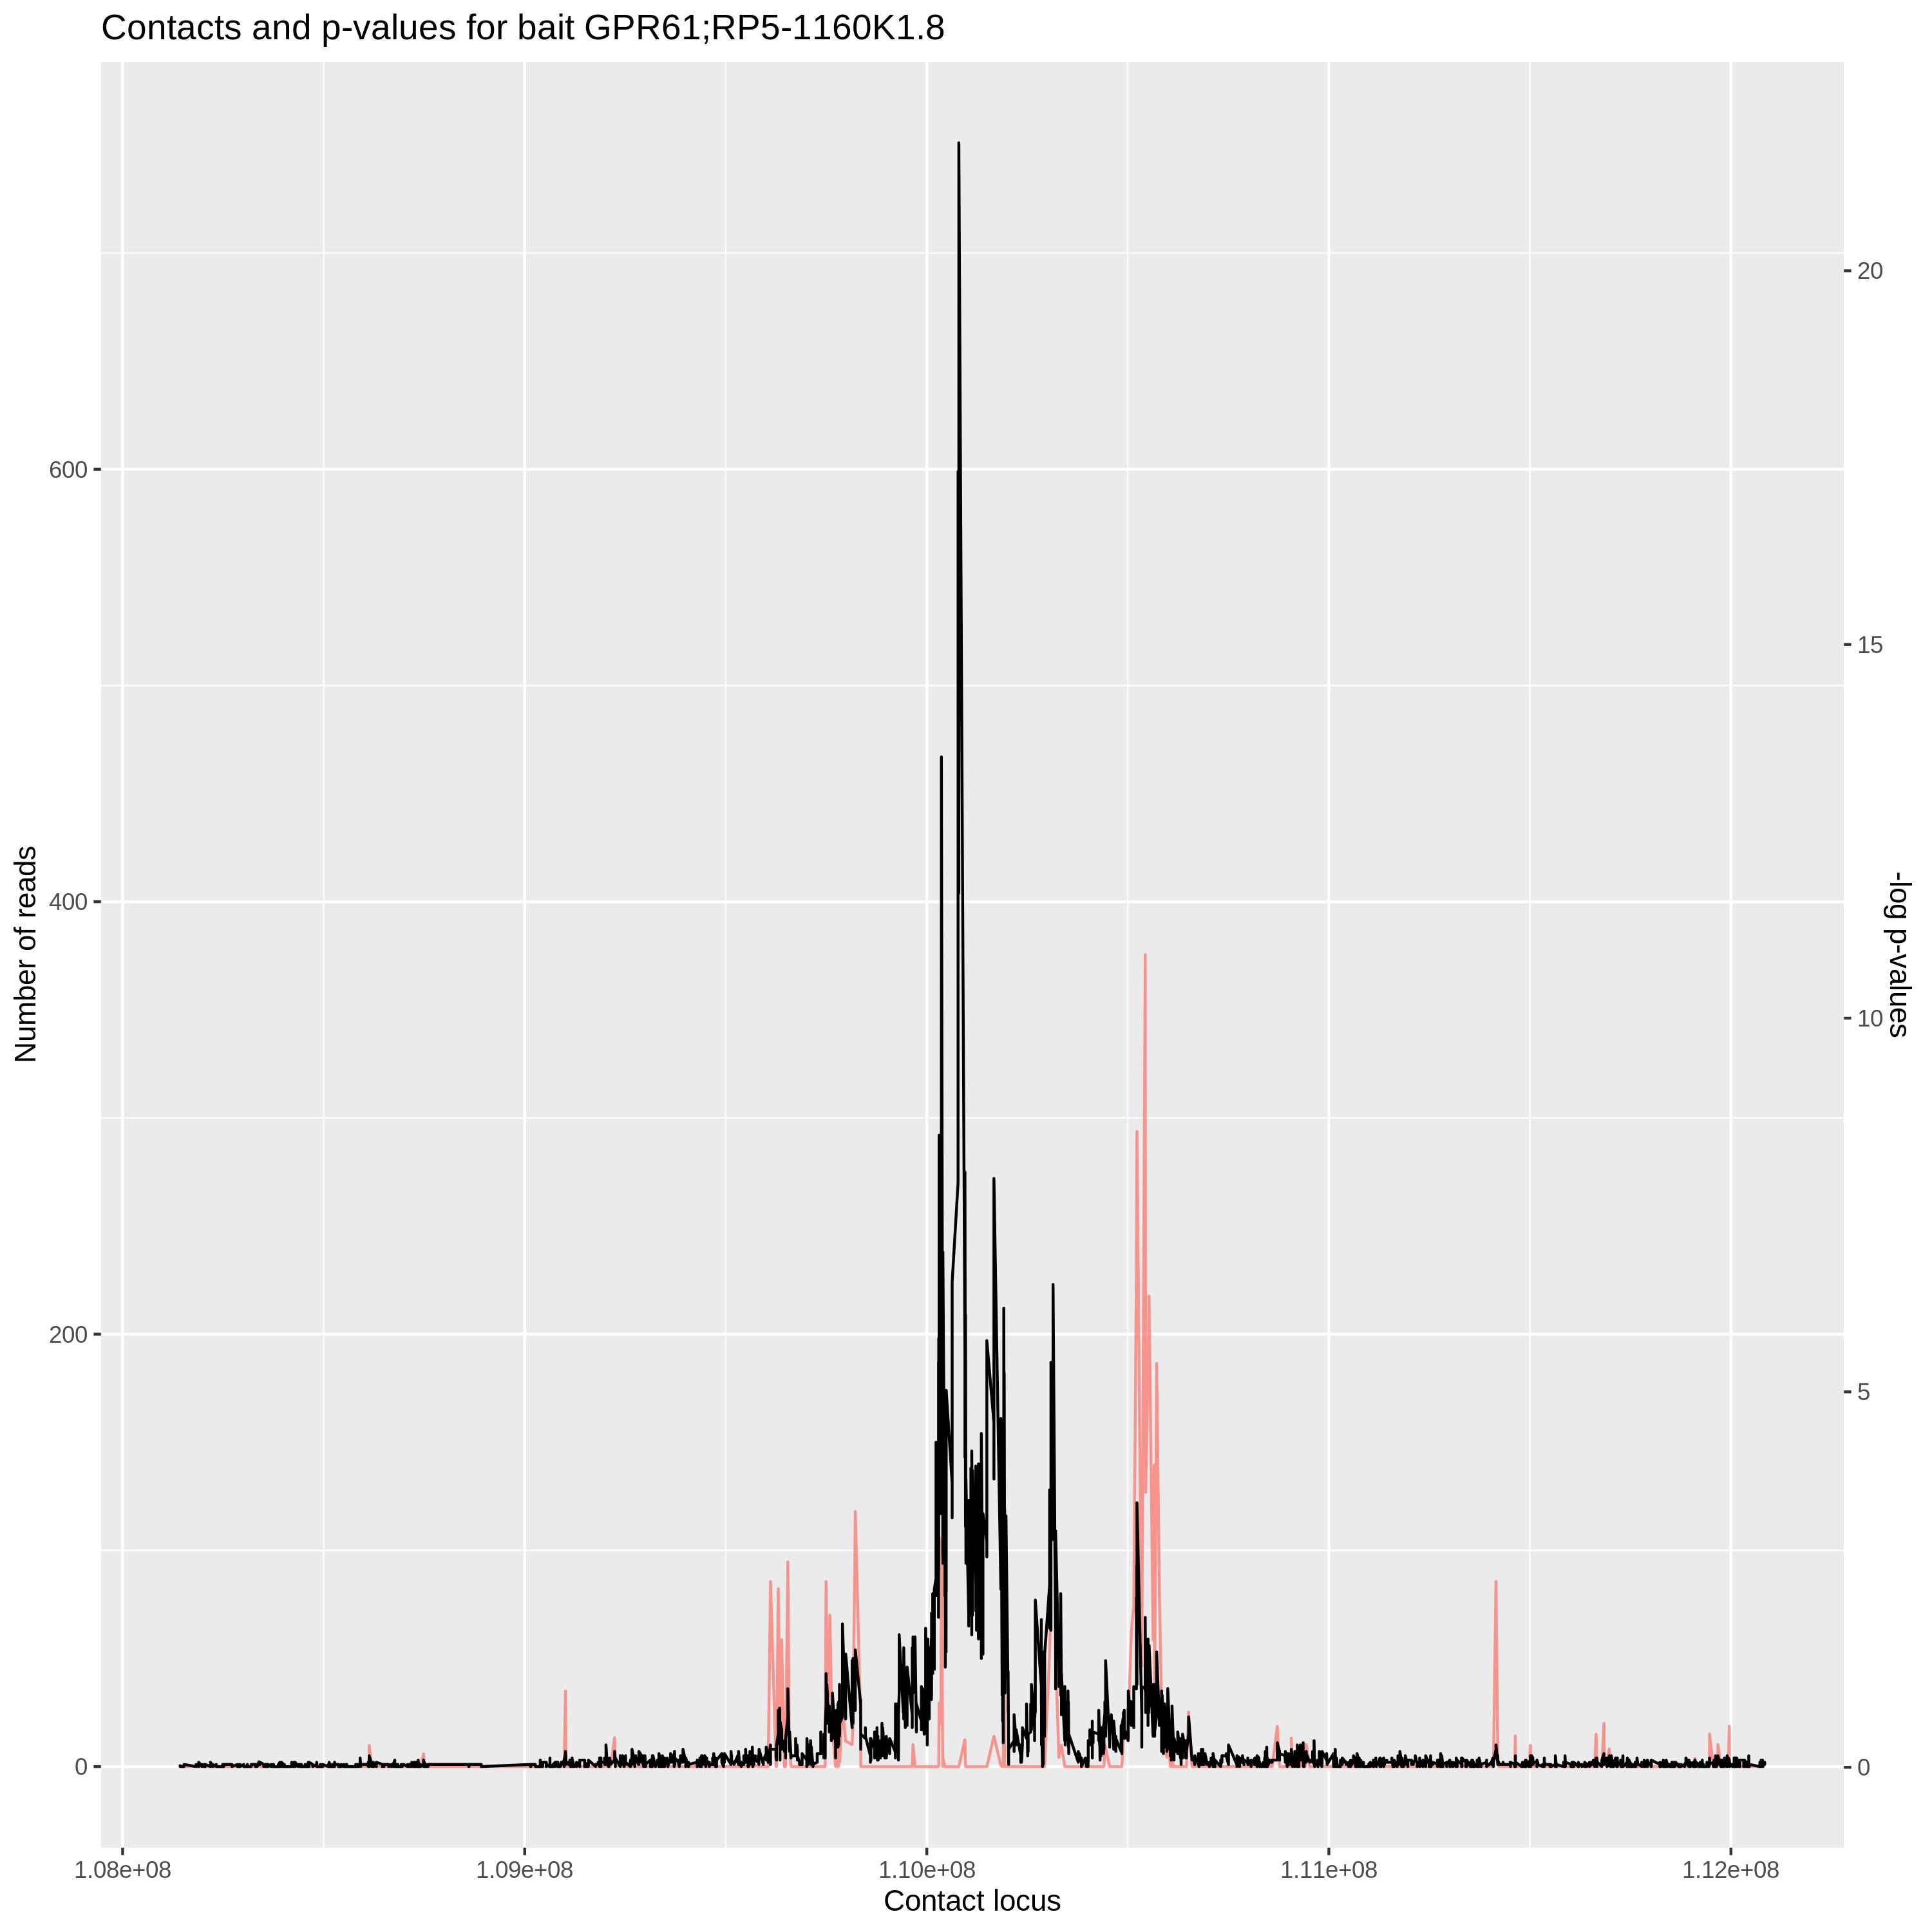 Contacts and p-values for bait GPR61;RP5-1160K1.8
Number of reads
600
400
200
0
20
15
10
5
0
-log p-values
1.08e+08
1.09e+08
1.10e+08
1.11e+08
1.12e+08
Contact locus